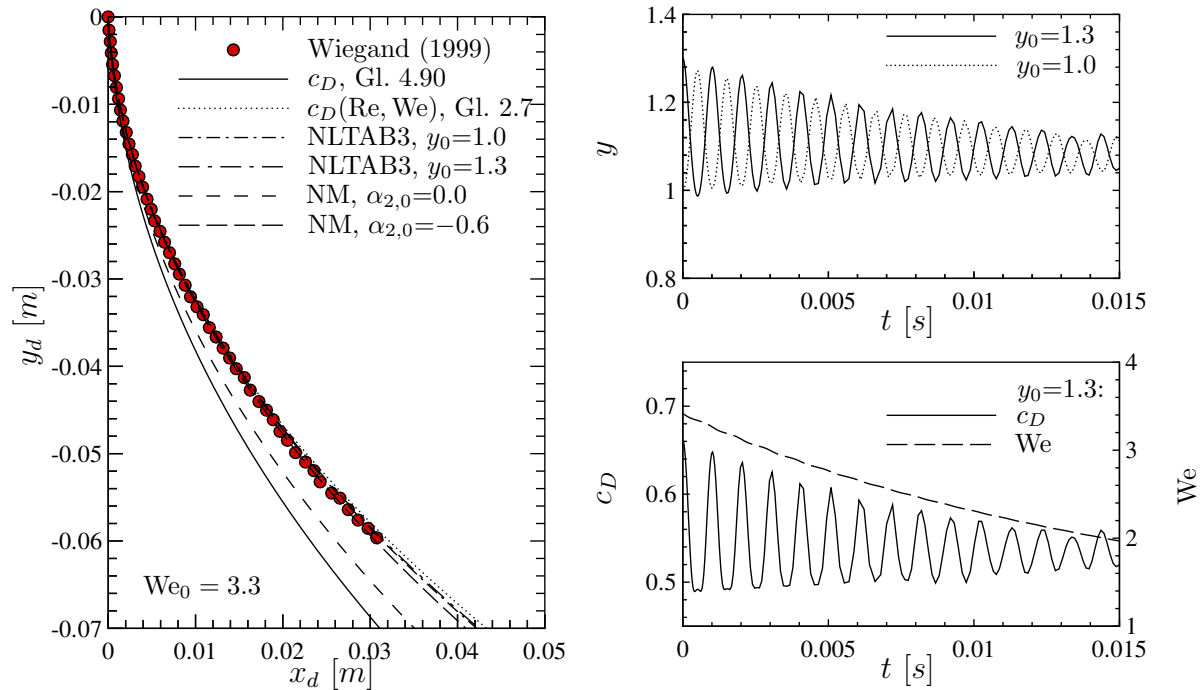 0
-0.01
-0.02
-0.03
-0.04
-0.05
-0.06
-0.07
y_d [m]
Wiegand (1999)
c_D, Gl. 4.90
c_D(Re, We), Gl. 2.7
NLTAB3, y_0=1.0
NLTAB3, y_0=1.3
NM, α_{2,0}=0.0
NM, α_{2,0}=−0.6
We_0 = 3.3
0 0.01 0.02 0.03 0.04 0.05
x_d [m]
1.4
1.2
1
0.8
y
y_0=1.3
y_0=1.0
0 0.005 0.01 0.015
t [s]
0.7
0.6
0.5
c_D
y_0=1.3:
c_D
We
4
3
2
1
We
0 0.005 0.01 0.015
t [s]